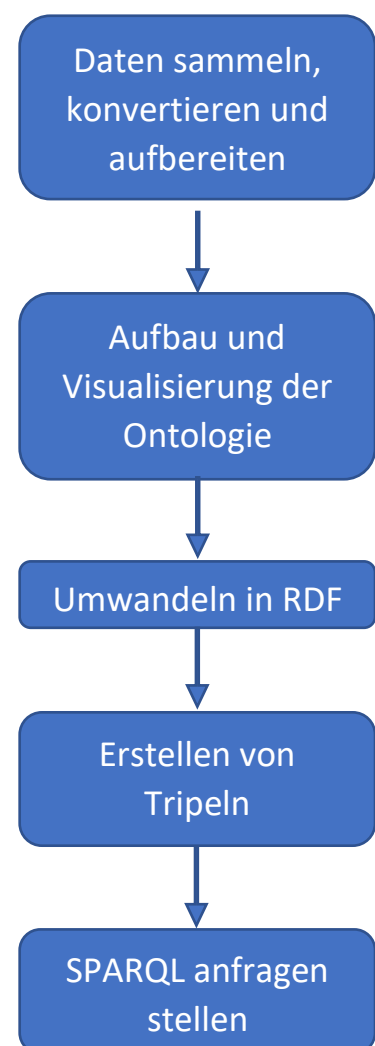 Daten sammeln,
konvertieren und
aufbereiten
Aufbau und
Visualisierung der
Ontologie
Umwandeln in RDF
Erstellen von
Tripeln
SPARQL anfragen
stellen